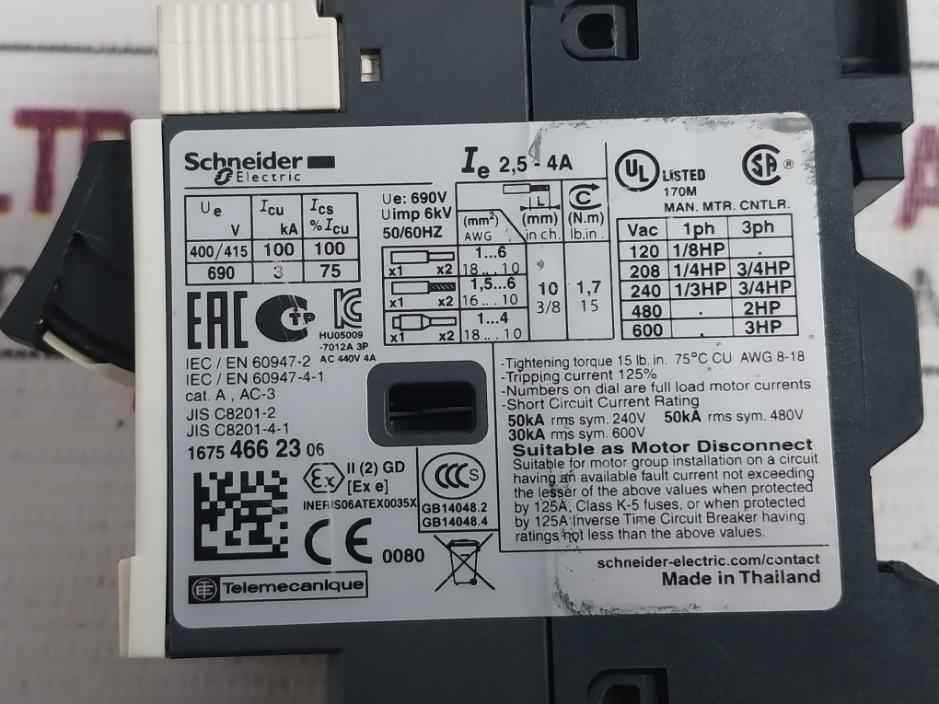 Schneider
Electric
Ie 2,5 - 4A
Ue V Icu kA Ics %Icu
400/415 100 100
690 3 75
Ue: 690V
Uimp 6kV
50/60HZ
(mm²) AWG (mm) in ch. (N.m) lb.in.
L C
x1 x2 1...6 18... 10
x1 x2 1,5...6 16... 10
x1 x2 1...4 18... 10
10 3/8
1,7 15
UL LISTED
170M
SA ®
MAN. MTR. CNTLR.
Vac 1ph 3ph
120 1/8HP .
208 1/4HP 3/4HP
240 1/3HP 3/4HP
480 . 2HP
600 . 3HP
EAC
C TP
KC
HU05009
-7012A 3P
AC 440V 4A
IEC / EN 60947-2
IEC / EN 60947-4-1
cat. A , AC-3
JIS C8201-2
JIS C8201-4-1
1675 466 23 06
-Tightening torque 15 lb. in. 75°C CU AWG 8-18
-Tripping current 125%
-Numbers on dial are full load motor currents
-Short Circuit Current Rating
50kA rms sym. 240V 50kA rms sym. 480V
30kA rms sym. 600V
Suitable as Motor Disconnect
Suitable for motor group installation on a circuit
having an available fault current not exceeding
the lesser of the above values when protected
by 125A, Class K-5 fuses, or when protected
by 125A Inverse Time Circuit Breaker having
ratings not less than the above values.
Ex II (2) GD
[Ex e]
INERIS06ATEX0035X
CCC S
GB14048.2
GB14048.4
CE 0080
Telemecanique
schneider-electric.com/contact
Made in Thailand